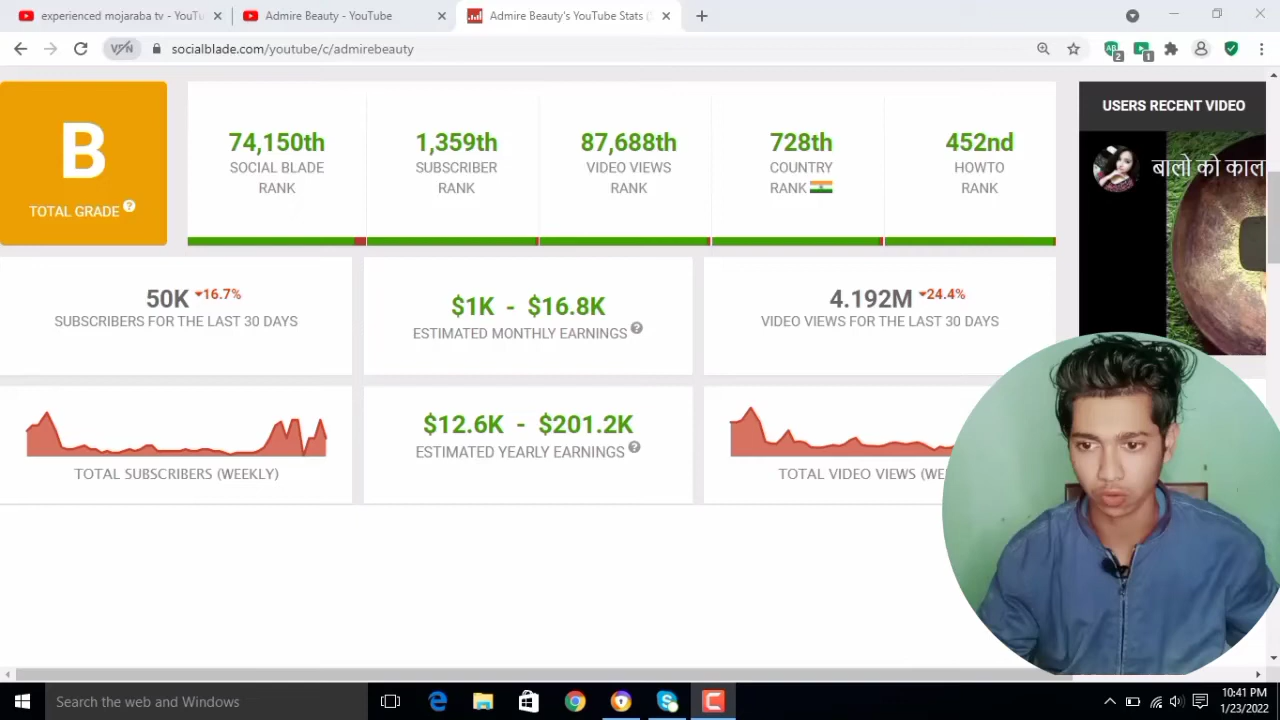 experienced mojaraba tv - YouTu
Admire Beauty - YouTube
Admire Beauty's YouTube Stats (
VPN
socialblade.com/youtube/c/admirebeauty
2
1
B
TOTAL GRADE ?
74,150th
SOCIAL BLADE
RANK
1,359th
SUBSCRIBER
RANK
87,688th
VIDEO VIEWS
RANK
728th
COUNTRY
RANK
452nd
HOWTO
RANK
USERS RECENT VIDEO
बालो को काल
50K 16.7%
SUBSCRIBERS FOR THE LAST 30 DAYS
$1K - $16.8K
ESTIMATED MONTHLY EARNINGS ?
4.192M 24.4%
VIDEO VIEWS FOR THE LAST 30 DAYS
TOTAL SUBSCRIBERS (WEEKLY)
$12.6K - $201.2K
ESTIMATED YEARLY EARNINGS ?
TOTAL VIDEO VIEWS (WE
Search the web and Windows
10:41 PM
1/23/2022